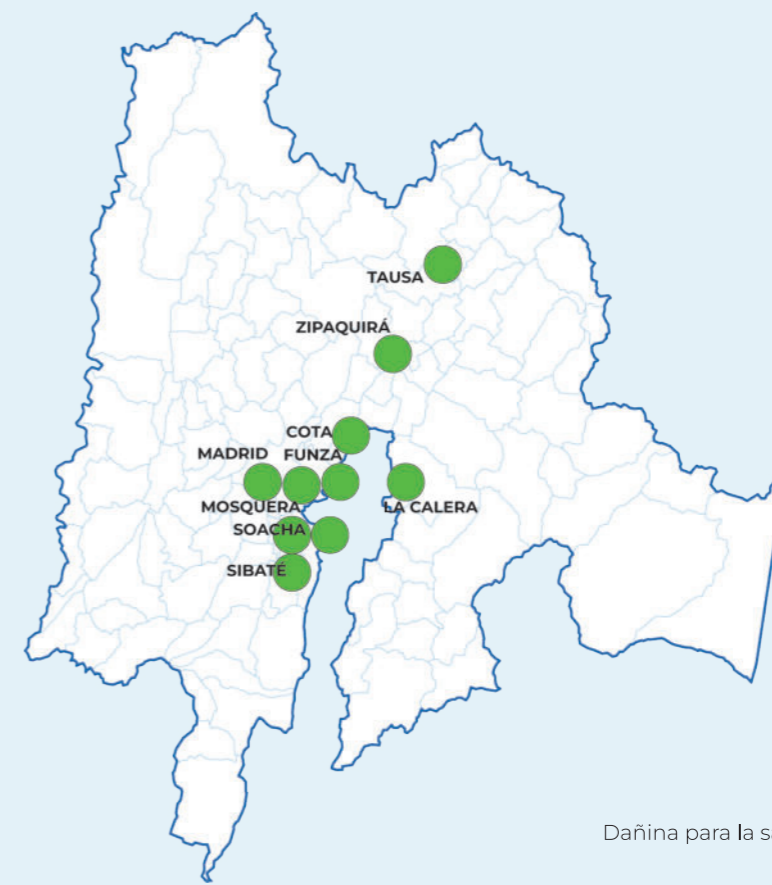 TAUSA
ZIPAQUIRÁ
COTA
MADRID FUNZA
MOSQUERA
LA CALERA
SOACHA
SIBATÉ
Dañina para la